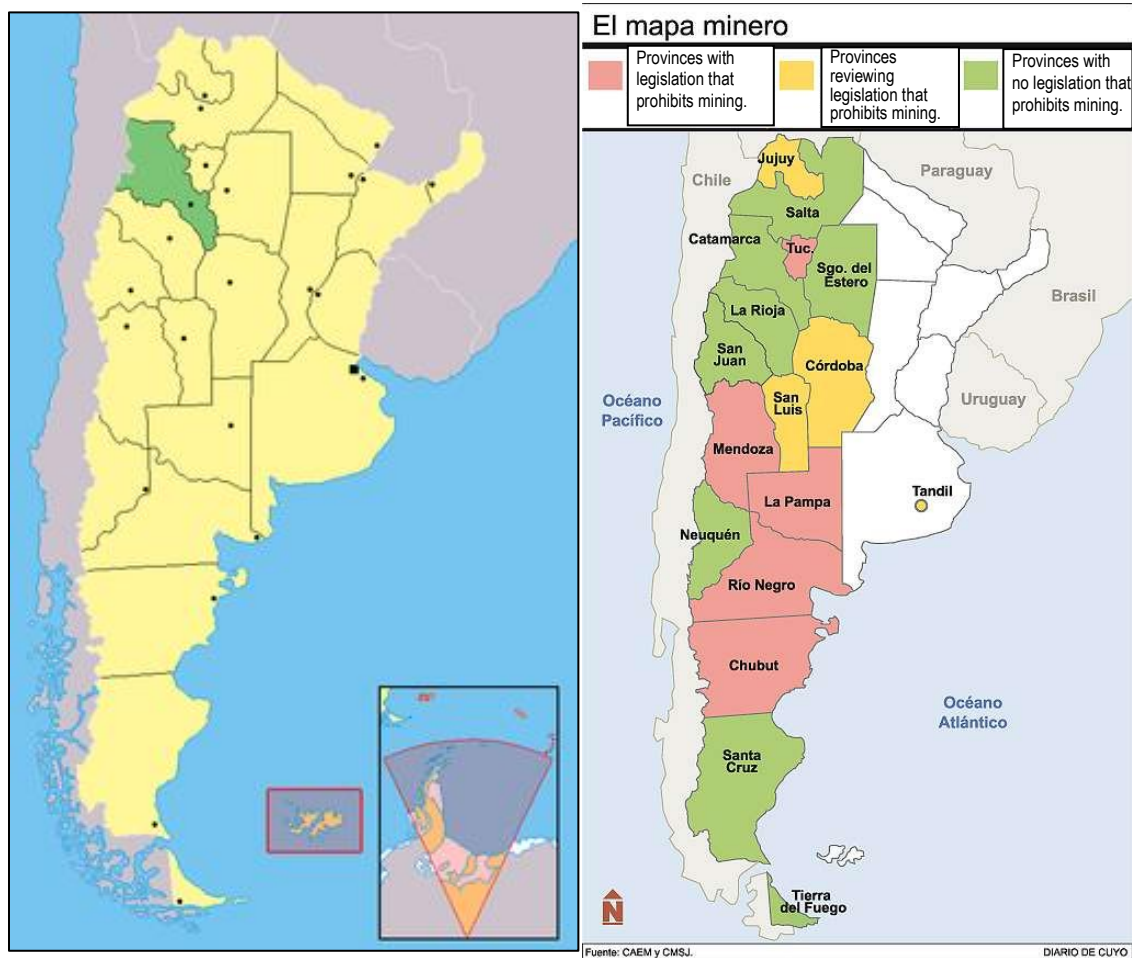 El mapa minero
Provinces with
legislation that
prohibits mining.
Provinces
reviewing
legislation that
prohibits mining.
Provinces with
no legislation that
prohibits mining.
Jujuy
Chile
Paraguay
Salta
Catamarca
Tuc.
Sgo. del
Estero
Brasil
La Rioja
San
Juan
Córdoba
Océano
Pacífico
San
Luis
Uruguay
Mendoza
Tandil
La Pampa
Neuquén
Río Negro
Chubut
Océano
Atlántico
Santa
Cruz
Tierra
del Fuego
N
Fuente: CAEM y CMSJ.
DIARIO DE CUYO